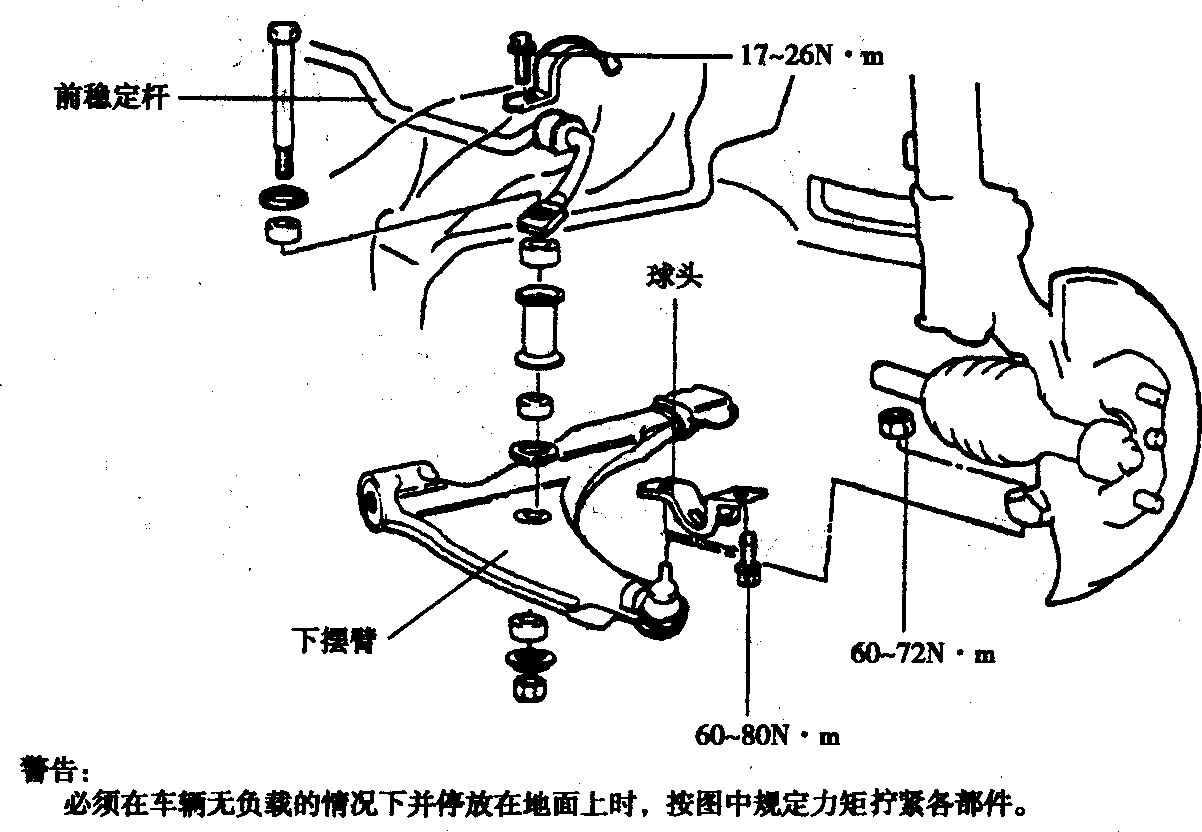 17~26N·m
前稳定杆
球头
下摆臂
60~72N·m
60~80N·m
警告：
必须在车辆无负载的情况下并停放在地面上时，按图中规定力矩拧紧各部件。